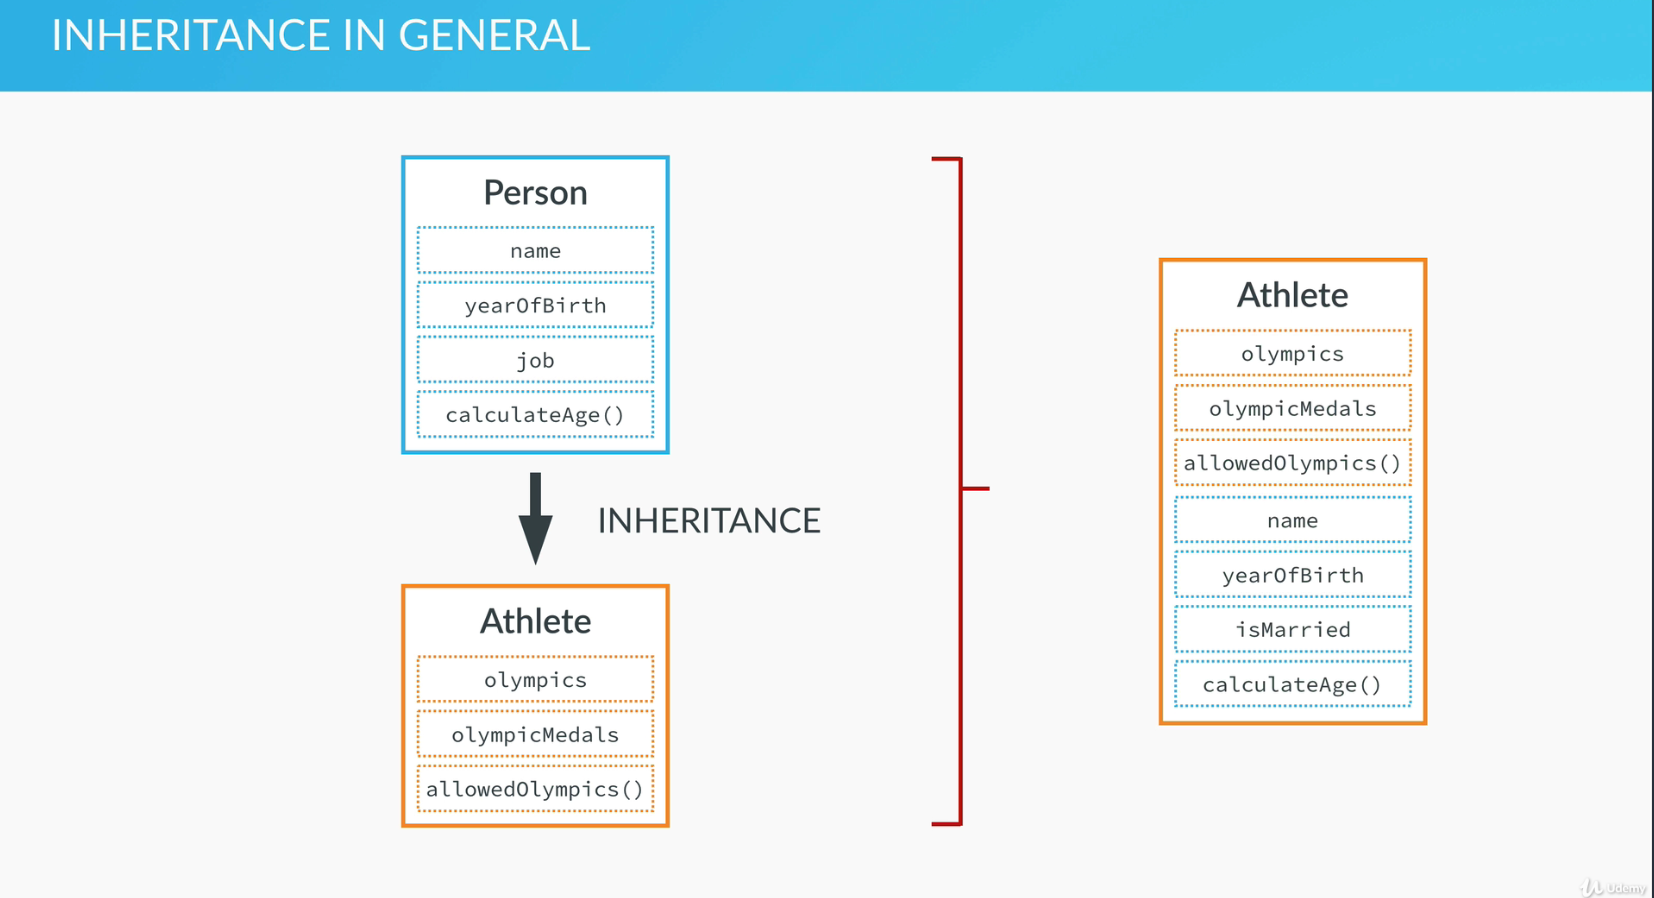 INHERITANCE IN GENERAL
Person
name
yearOfBirth
job
calculateAge()
INHERITANCE
Athlete
olympics
olympicMedals
allowedOlympics()
Athlete
olympics
olympicMedals
allowedOlympics()
name
yearOfBirth
isMarried
calculateAge()
Udemy